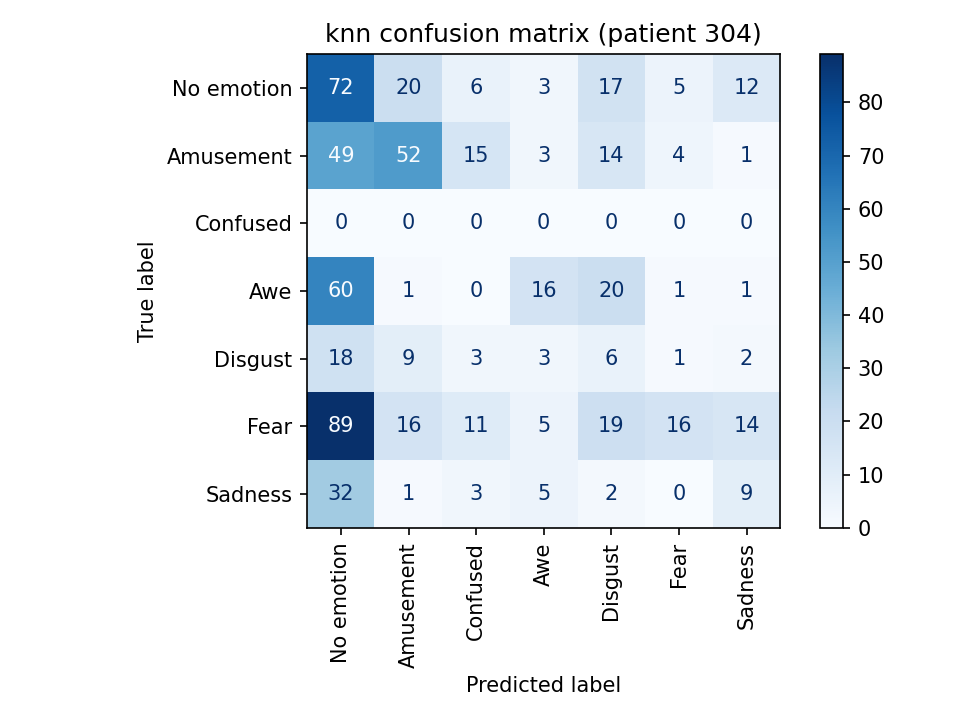 knn confusion matrix (patient 304)
True label
No emotion 72 20 6 3 17 5 12
Amusement 49 52 15 3 14 4 1
Confused 0 0 0 0 0 0 0
Awe 60 1 0 16 20 1 1
Disgust 18 9 3 3 6 1 2
Fear 89 16 11 5 19 16 14
Sadness 32 1 3 5 2 0 9
No emotion Amusement Confused Awe Disgust Fear Sadness
Predicted label
80
70
60
50
40
30
20
10
0